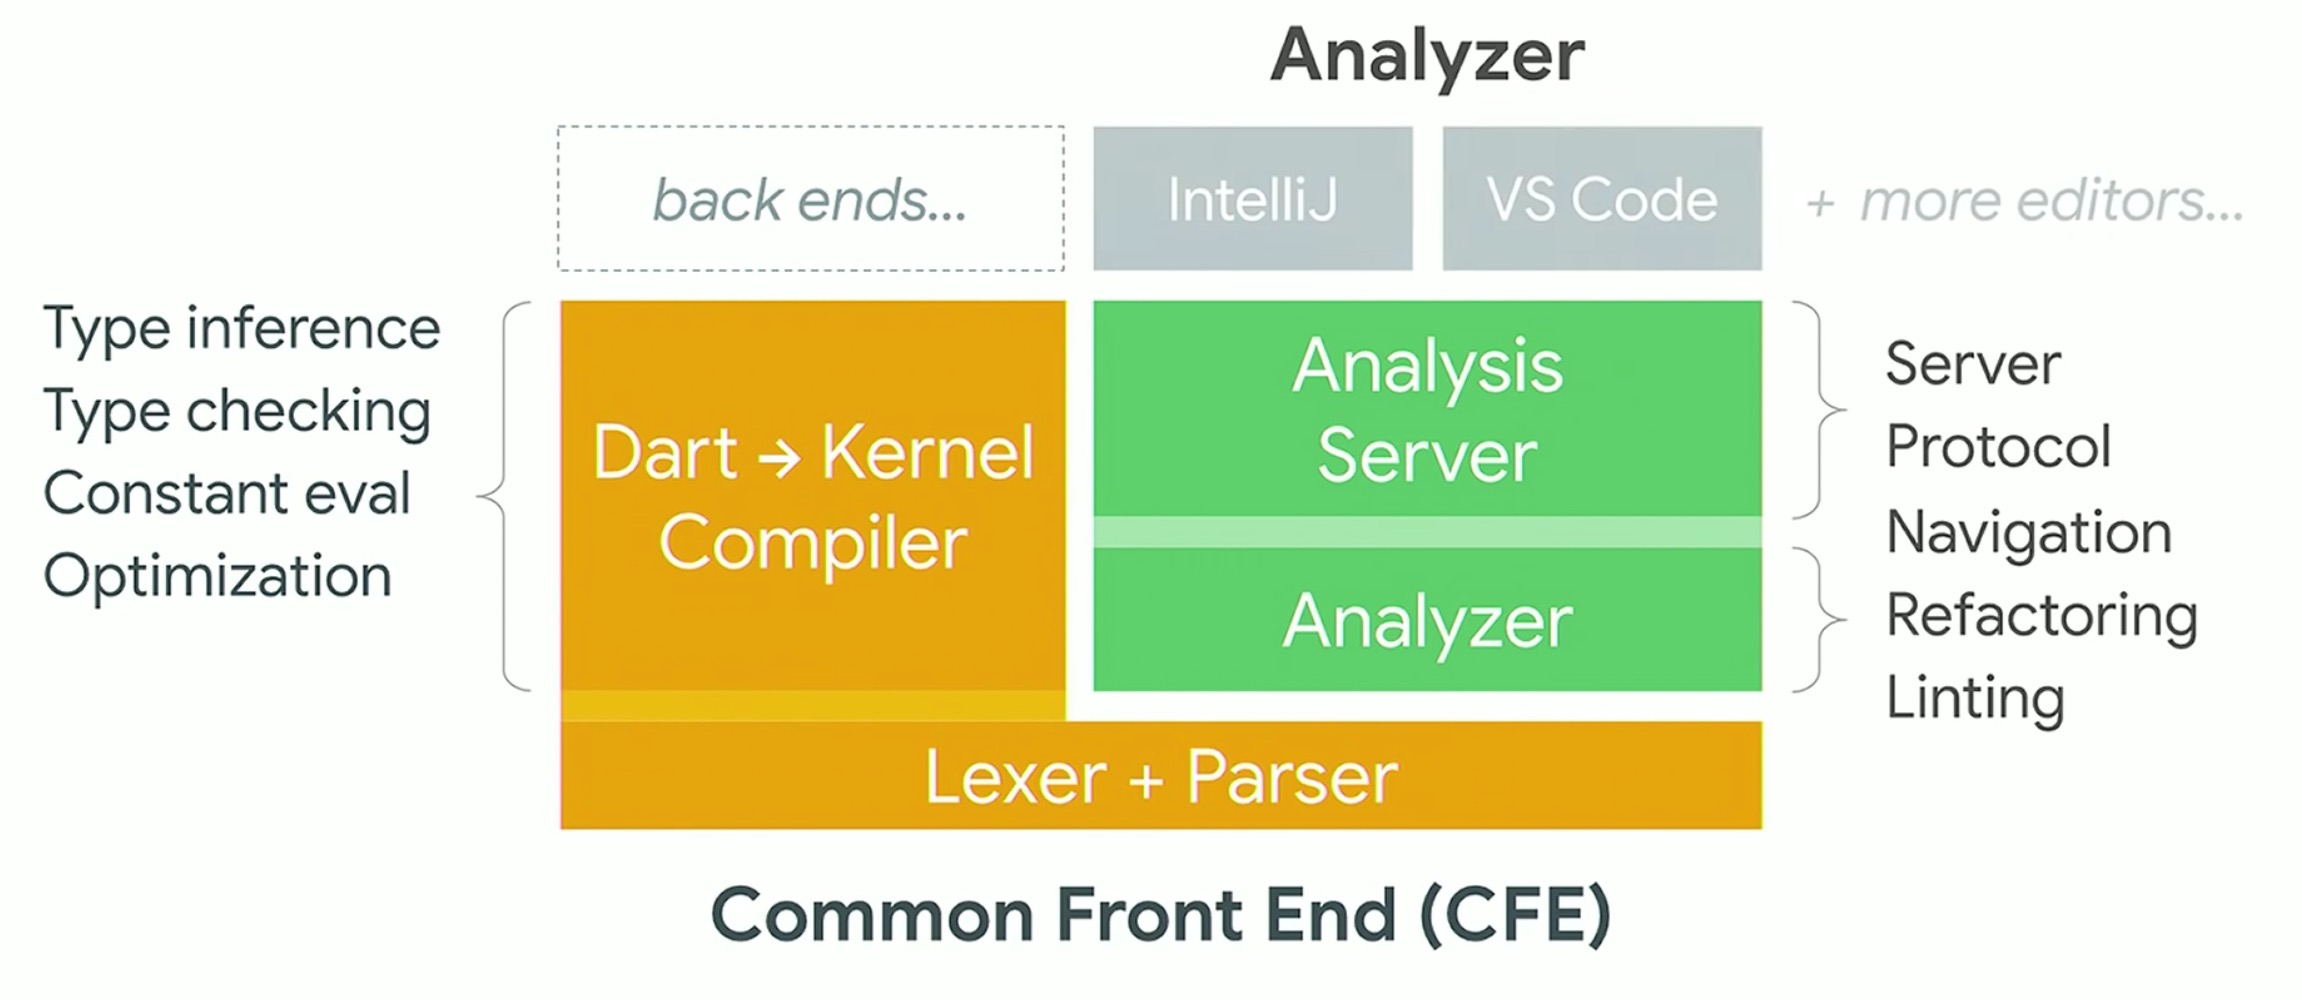 Analyzer
back ends...
IntelliJ
VS Code
+ more editors...
Type inference
Type checking
Constant eval
Optimization
Dart → Kernel
Compiler
Analysis
Server
Analyzer
Server
Protocol
Navigation
Refactoring
Linting
Lexer + Parser
Common Front End (CFE)